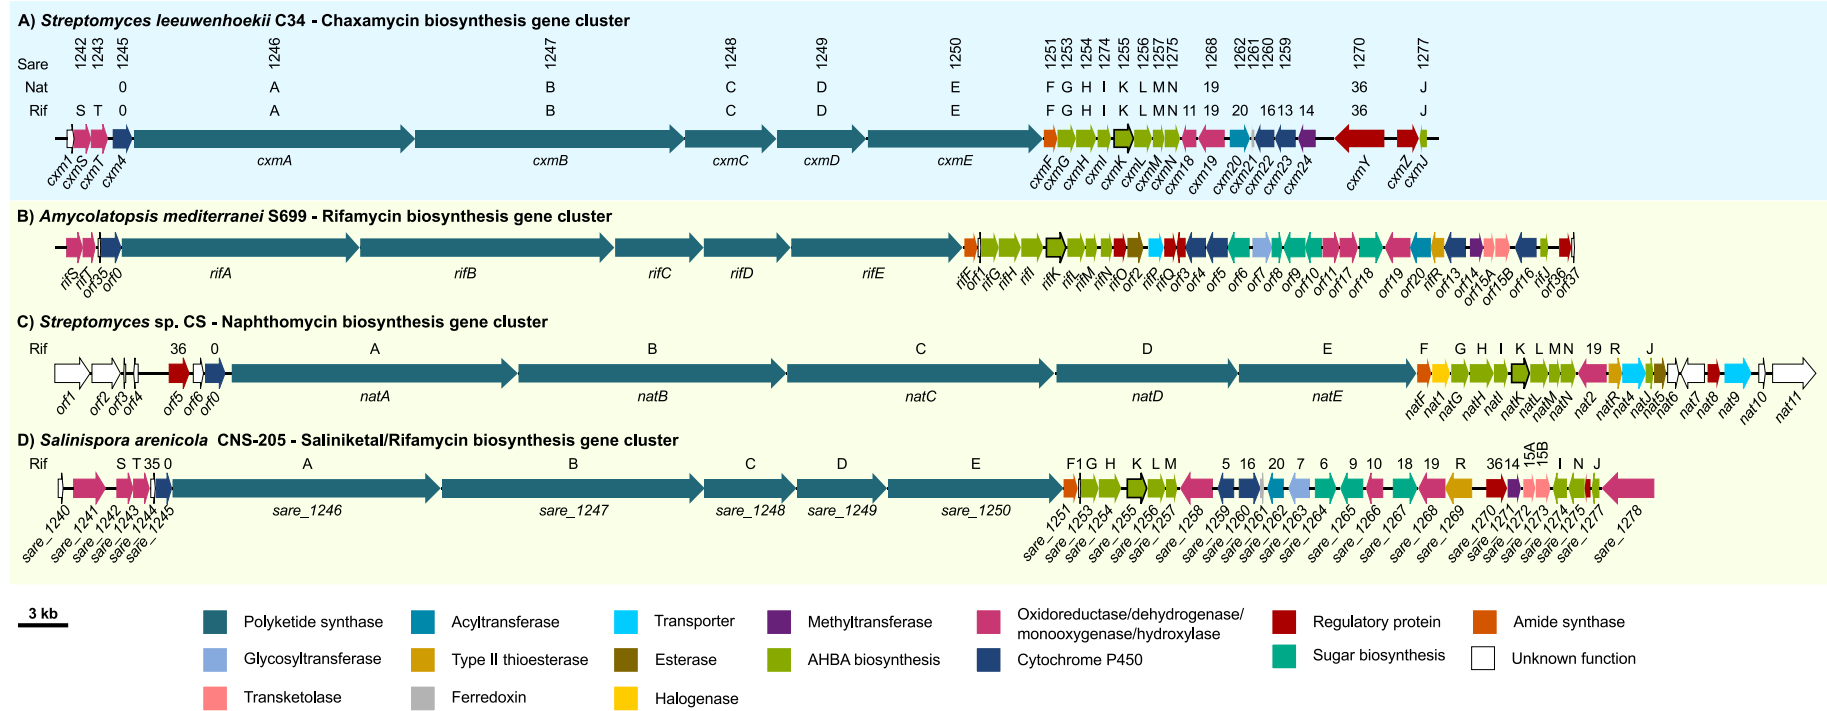 A) Streptomyces leeuwenhoekii C34 - Chaxamycin biosynthesis gene cluster
Sare 1242 1243 1245 1246 1247 1248 1249 1250 1251 1253 1254 1274 1255 1256 1257 1275 1268 1262 1261 1260 1259 1270 1277
Nat 0 A B C D E F G H I K L M N 19 36 J
Rif S T 0 A B C D E F G H I K L M N 11 19 20 16 13 14 36 J
cxm1 cxmS cxmT cxm4 cxmA cxmB cxmC cxmD cxmE cxmF cxmG cxmH cxmI cxmK cxmL cxmM cxmN cxm18 cxm19 cxm20 cxm21 cxm22 cxm23 cxm24 cxmY cxmZ cxmJ
B) Amycolatopsis mediterranei S699 - Rifamycin biosynthesis gene cluster
rifS rifT orf35 orf0 rifA rifB rifC rifD rifE rifF orf1 rifG rifH rifI rifK rifL rifM rifN rifO orf2 rifP rifQ orf3 orf4 orf5 orf6 orf7 orf8 orf9 orf10 orf11 orf17 orf18 orf19 orf20 rifR orf13 orf14 orf15A orf15B orf16 rifJ orf36 orf37
C) Streptomyces sp. CS - Naphthomycin biosynthesis gene cluster
Rif 36 0 A B C D E F G H I K L M N 19 R J
orf1 orf2 orf3 orf4 orf5 orf6 orf0 natA natB natC natD natE natF nat1 natG natH natI natK natL natM natN nat2 natR nat4 natJ nat5 nat6 nat7 nat8 nat9 nat10 nat11
D) Salinispora arenicola CNS-205 - Saliniketal/Rifamycin biosynthesis gene cluster
Rif S T 35 0 A B C D E F 1 G H K L M 5 16 20 7 6 9 10 18 19 R 36 14 15A 15B I N J
sare_1240 sare_1241 sare_1242 sare_1243 sare_1244 sare_1245 sare_1246 sare_1247 sare_1248 sare_1249 sare_1250 sare_1251 sare_1253 sare_1254 sare_1255 sare_1256 sare_1257 sare_1258 sare_1259 sare_1260 sare_1261 sare_1262 sare_1263 sare_1264 sare_1265 sare_1266 sare_1267 sare_1268 sare_1269 sare_1270 sare_1271 sare_1272 sare_1273 sare_1274 sare_1275 sare_1277 sare_1278
3 kb
Polyketide synthase Acyltransferase Transporter Methyltransferase Oxidoreductase/dehydrogenase/
monooxygenase/hydroxylase Regulatory protein Amide synthase
Glycosyltransferase Type II thioesterase Esterase AHBA biosynthesis Cytochrome P450 Sugar biosynthesis Unknown function
Transketolase Ferredoxin Halogenase